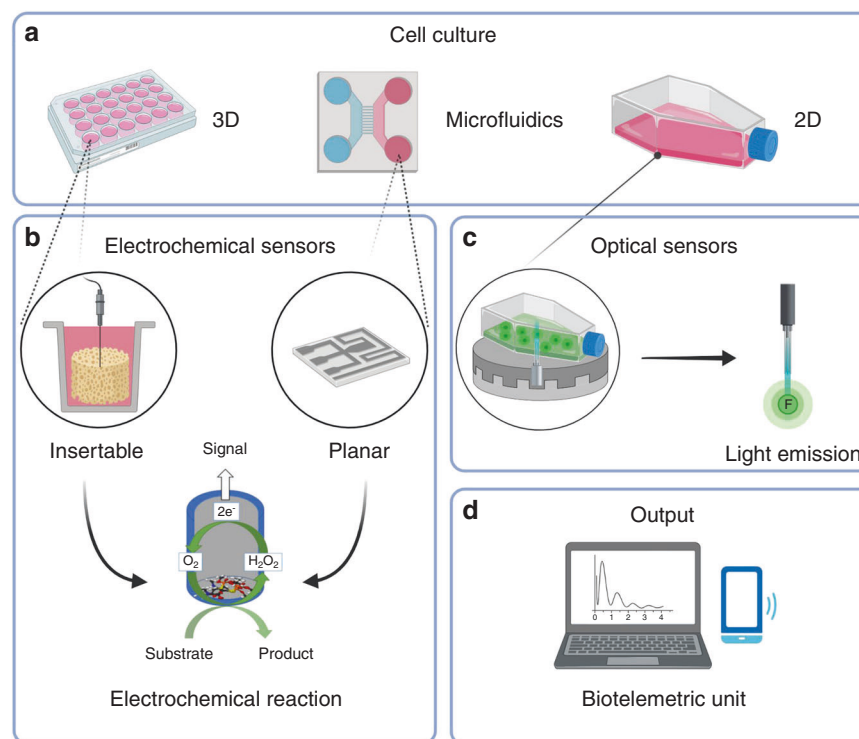 a
Cell culture
3D
Microfluidics
2D
b
Electrochemical sensors
Insertable
Planar
Signal
2e-
O₂
H₂O₂
Substrate
Product
Electrochemical reaction
c
Optical sensors
F
Light emission
d
Output
0 1 2 3 4
Biotelemetric unit